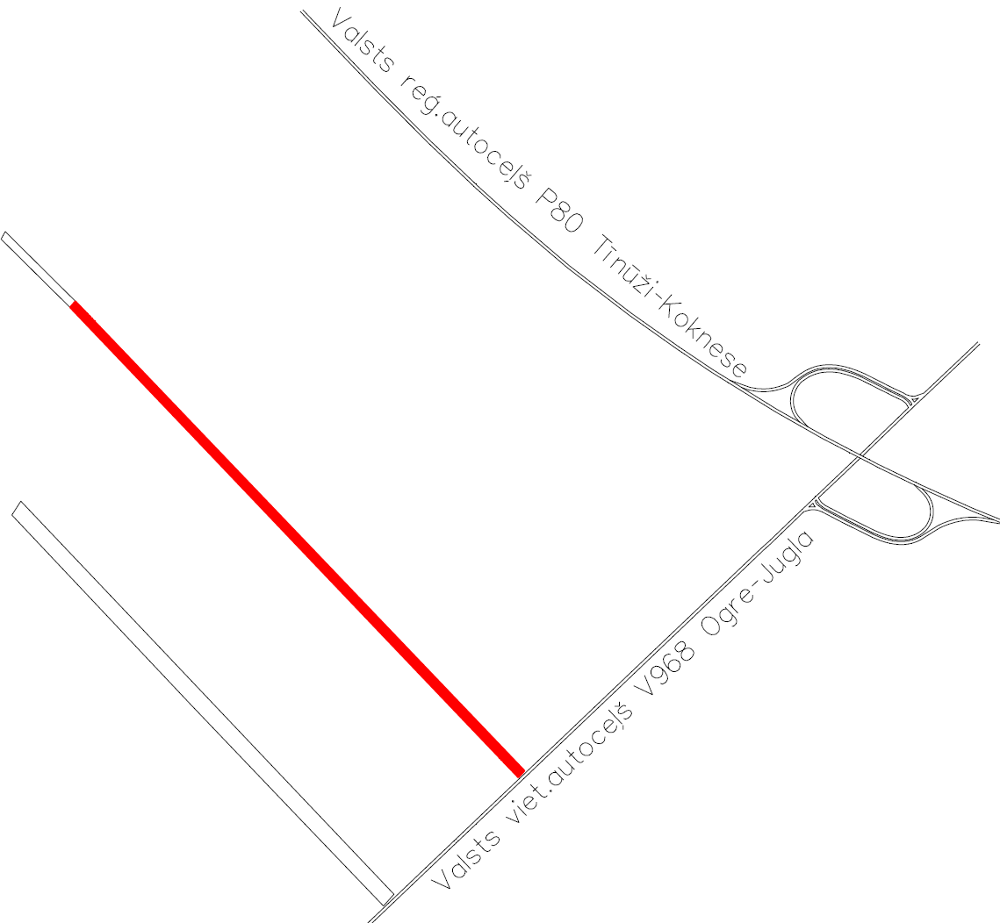 Valsts reģ.autoceļš P80 Tīnūži-Koknese
Valsts viet.autoceļš V968 Ogre-Jugla